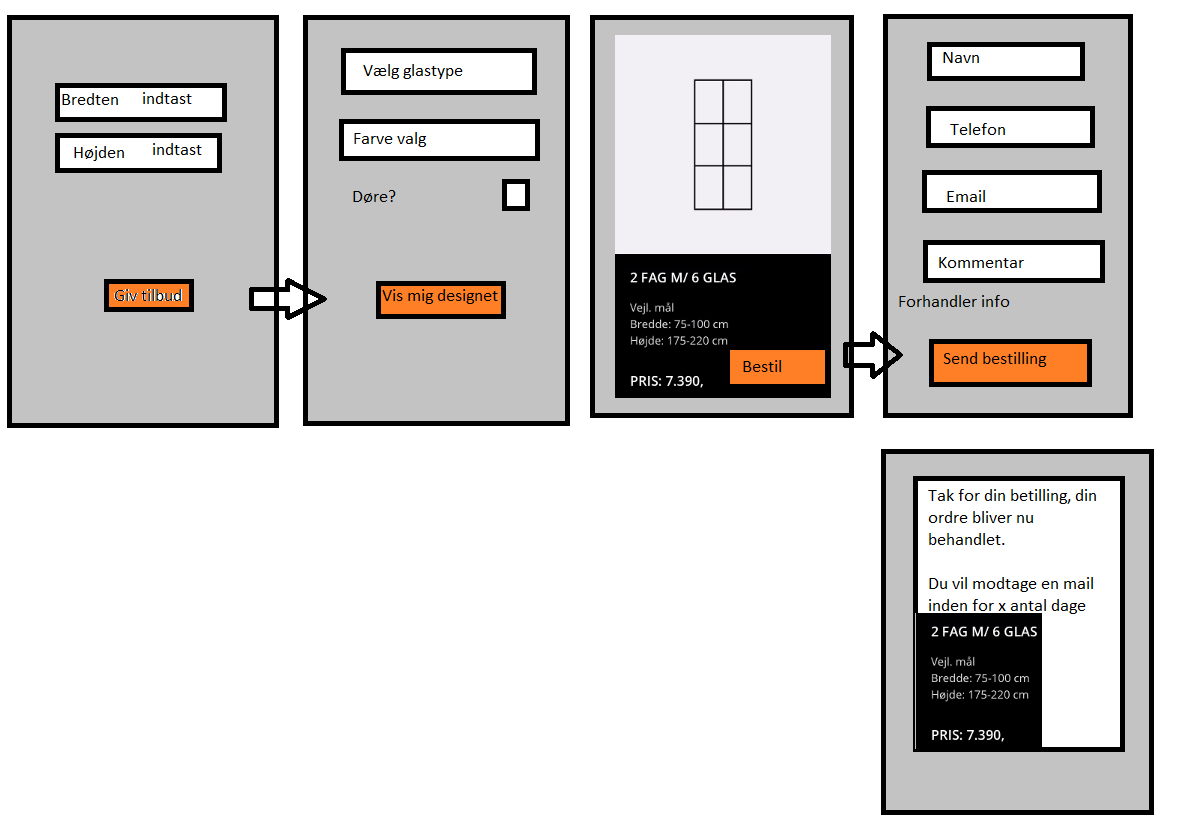 Bredten indtast
Højden indtast
Giv tilbud
Vælg glastype
Farve valg
Døre?
Vis mig designet
2 FAG M/ 6 GLAS
Vejl. mål
Bredde: 75-100 cm
Højde: 175-220 cm
PRIS: 7.390,
Bestil
Navn
Telefon
Email
Kommentar
Forhandler info
Send bestilling
Tak for din betilling, din
ordre bliver nu
behandlet.
Du vil modtage en mail
inden for x antal dage
2 FAG M/ 6 GLAS
Vejl. mål
Bredde: 75-100 cm
Højde: 175-220 cm
PRIS: 7.390,